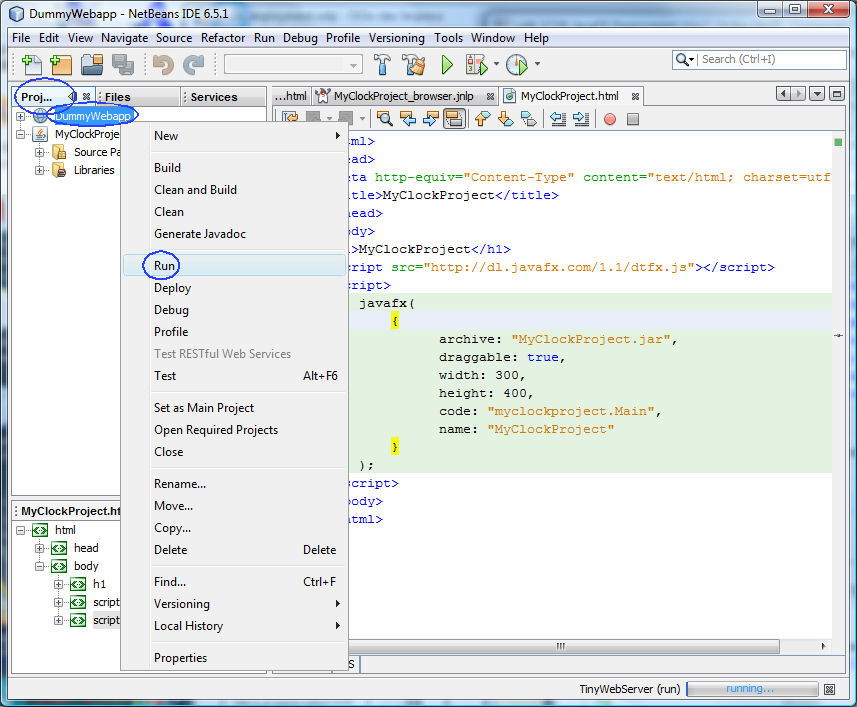 DummyWebapp - NetBeans IDE 6.5.1
File Edit View Navigate Source Refactor Run Debug Profile Versioning Tools Window Help
Search (Ctrl+I)
Proj... Files Services
...html MyClockProject_browser.jnlp MyClockProject.html
DummyWebapp
MyClockProje
Source Pa
Libraries
New
Build
Clean and Build
Clean
Generate Javadoc
Run
Deploy
Debug
Profile
Test RESTful Web Services
Test Alt+F6
Set as Main Project
Open Required Projects
Close
Rename...
Move...
Copy...
Delete Delete
Find... Ctrl+F
Versioning
Local History
Properties
ml>
ead>
eta http-equiv="Content-Type" content="text/html; charset=utf
itle>MyClockProject</title>
head>
ody>
>MyClockProject</h1>
cript src="http://dl.javafx.com/1.1/dtfx.js"></script>
cript>
javafx(
{
archive: "MyClockProject.jar",
draggable: true,
width: 300,
height: 400,
code: "myclockproject.Main",
name: "MyClockProject"
}
);
script>
ody>
tml>
MyClockProject.ht
html
head
body
h1
script
script
S
TinyWebServer (run) running...